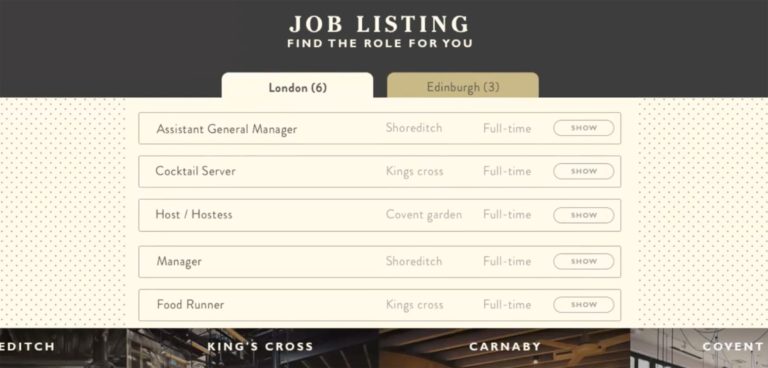 JOB LISTING
FIND THE ROLE FOR YOU
London (6) Edinburgh (3)
Assistant General Manager Shoreditch Full-time SHOW
Cocktail Server Kings cross Full-time SHOW
Host / Hostess Covent garden Full-time SHOW
Manager Shoreditch Full-time SHOW
Food Runner Kings cross Full-time SHOW
EDITCH KING'S CROSS CARNABY COVENT